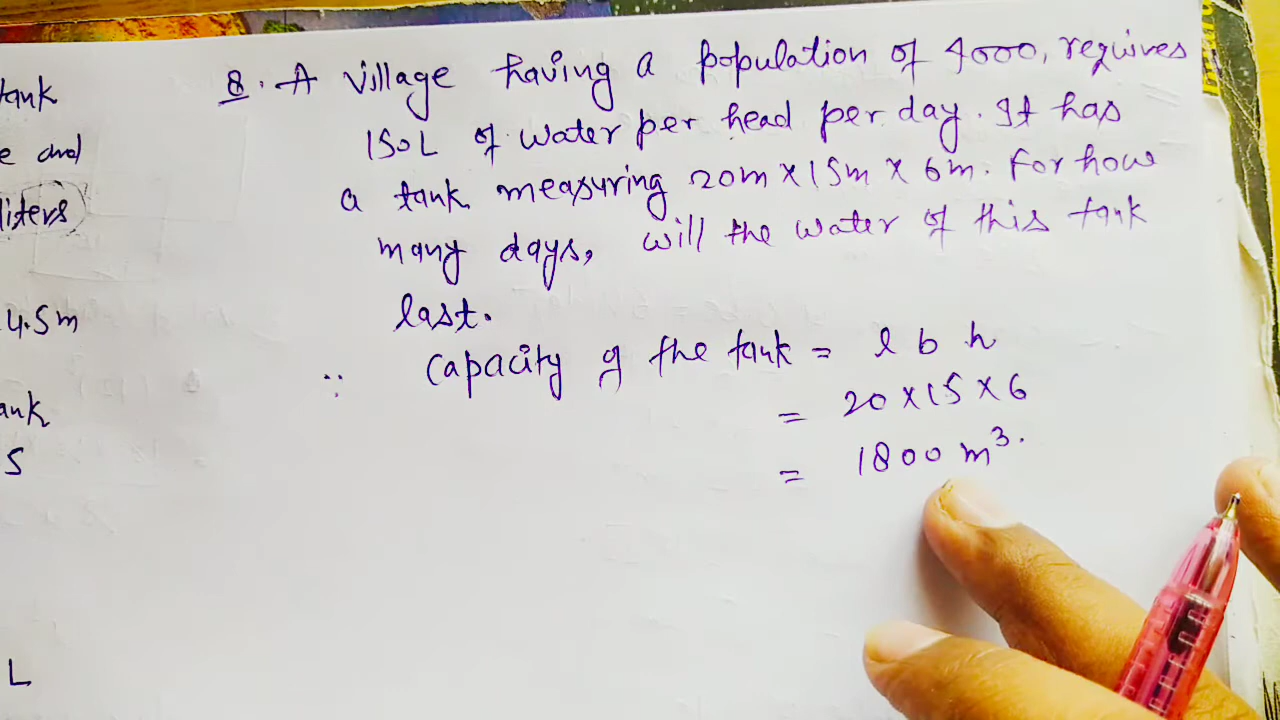 tank
e and
liters
4.5m
ank
S
L
8. A village having a population of 4000, requires
150L of water per head per day. It has
a tank measuring 20m x 15m x 6m. For how
many days, will the water of this tank
last.
∵ capacity of the tank = l b h
= 20 x 15 x 6
= 1800 m³.